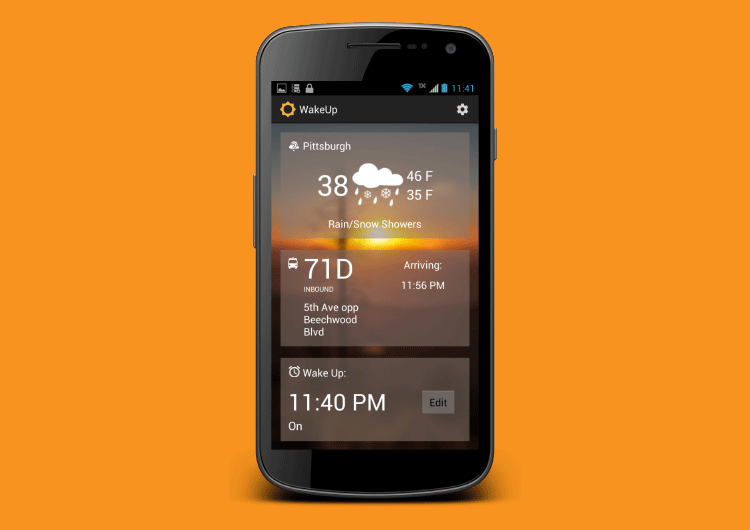 1X 11:41
WakeUp
Pittsburgh
38
46 F
35 F
Rain/Snow Showers
71D
INBOUND
Arriving:
11:56 PM
5th Ave opp
Beechwood
Blvd
Wake Up:
11:40 PM
Edit
On